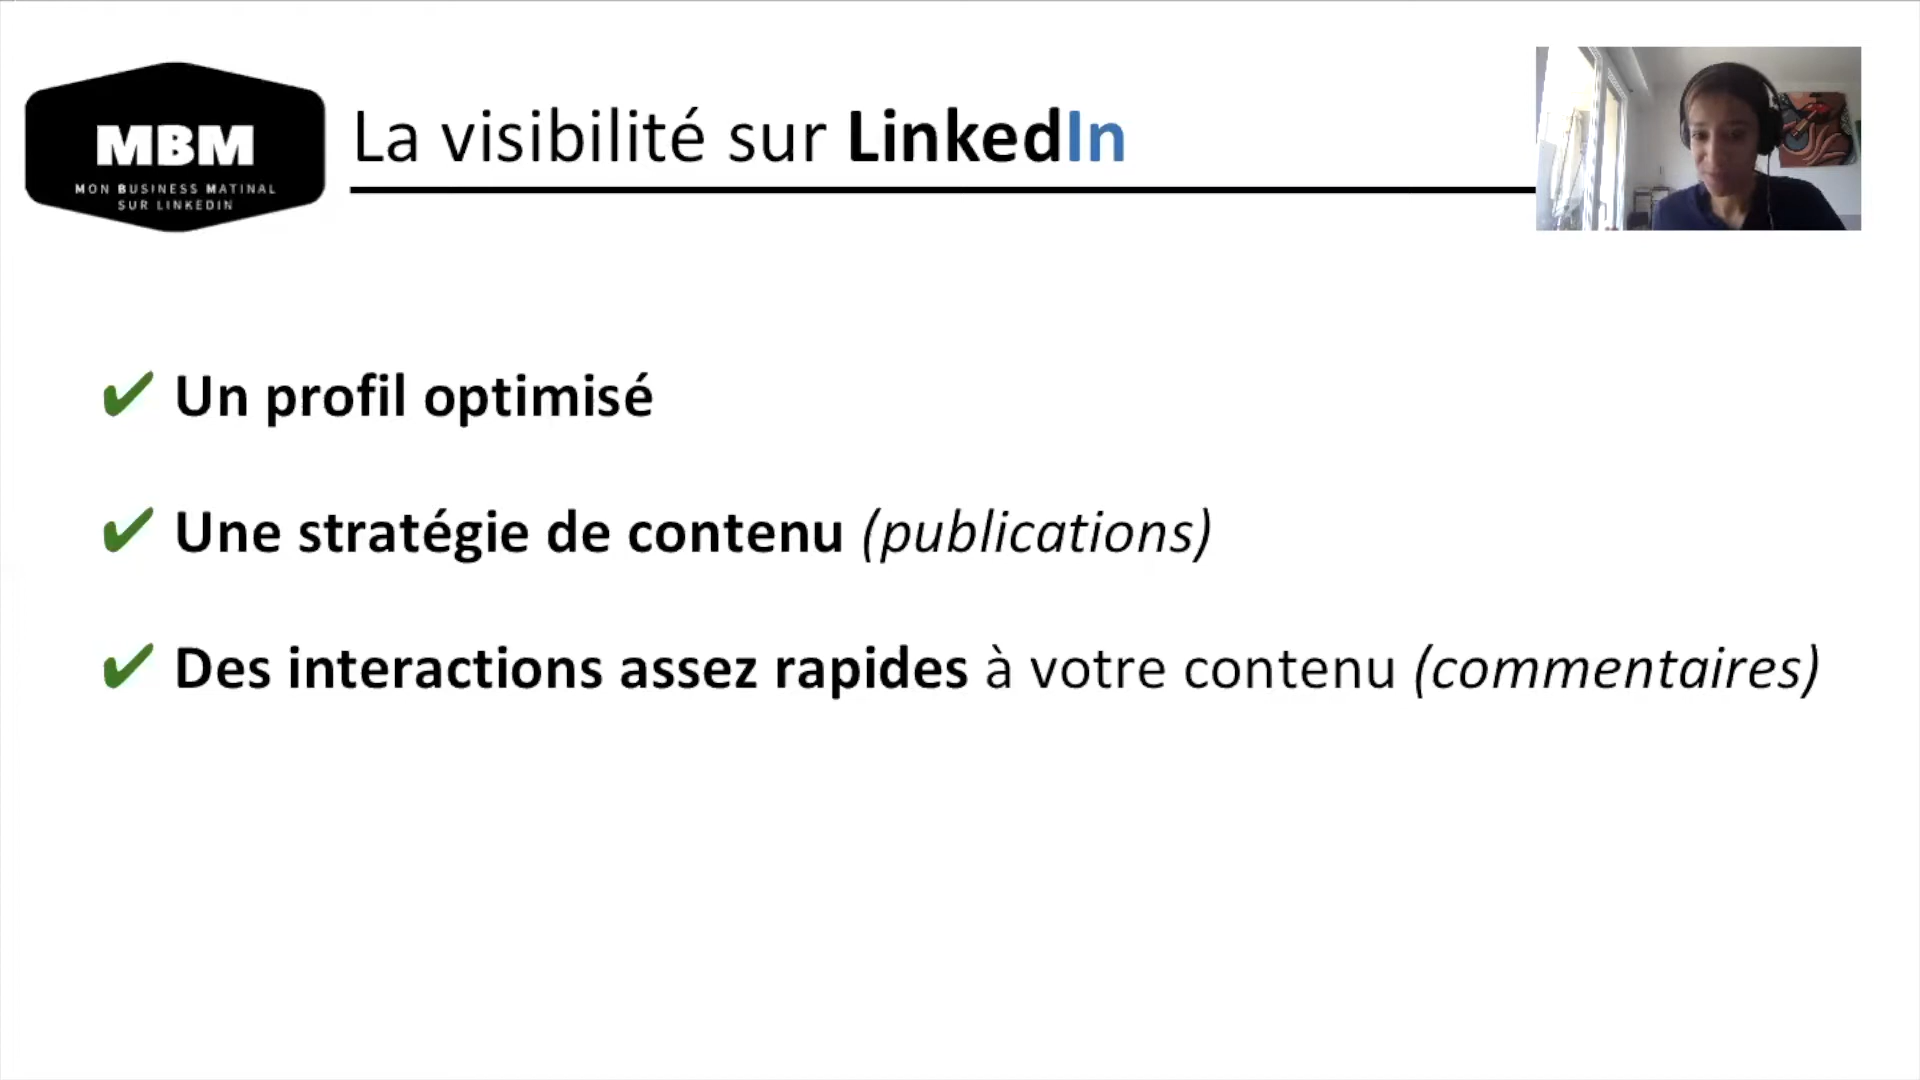 MBM
MON BUSINESS MATINAL
SUR LINKEDIN
La visibilité sur LinkedIn
✔ Un profil optimisé
✔ Une stratégie de contenu (publications)
✔ Des interactions assez rapides à votre contenu (commentaires)